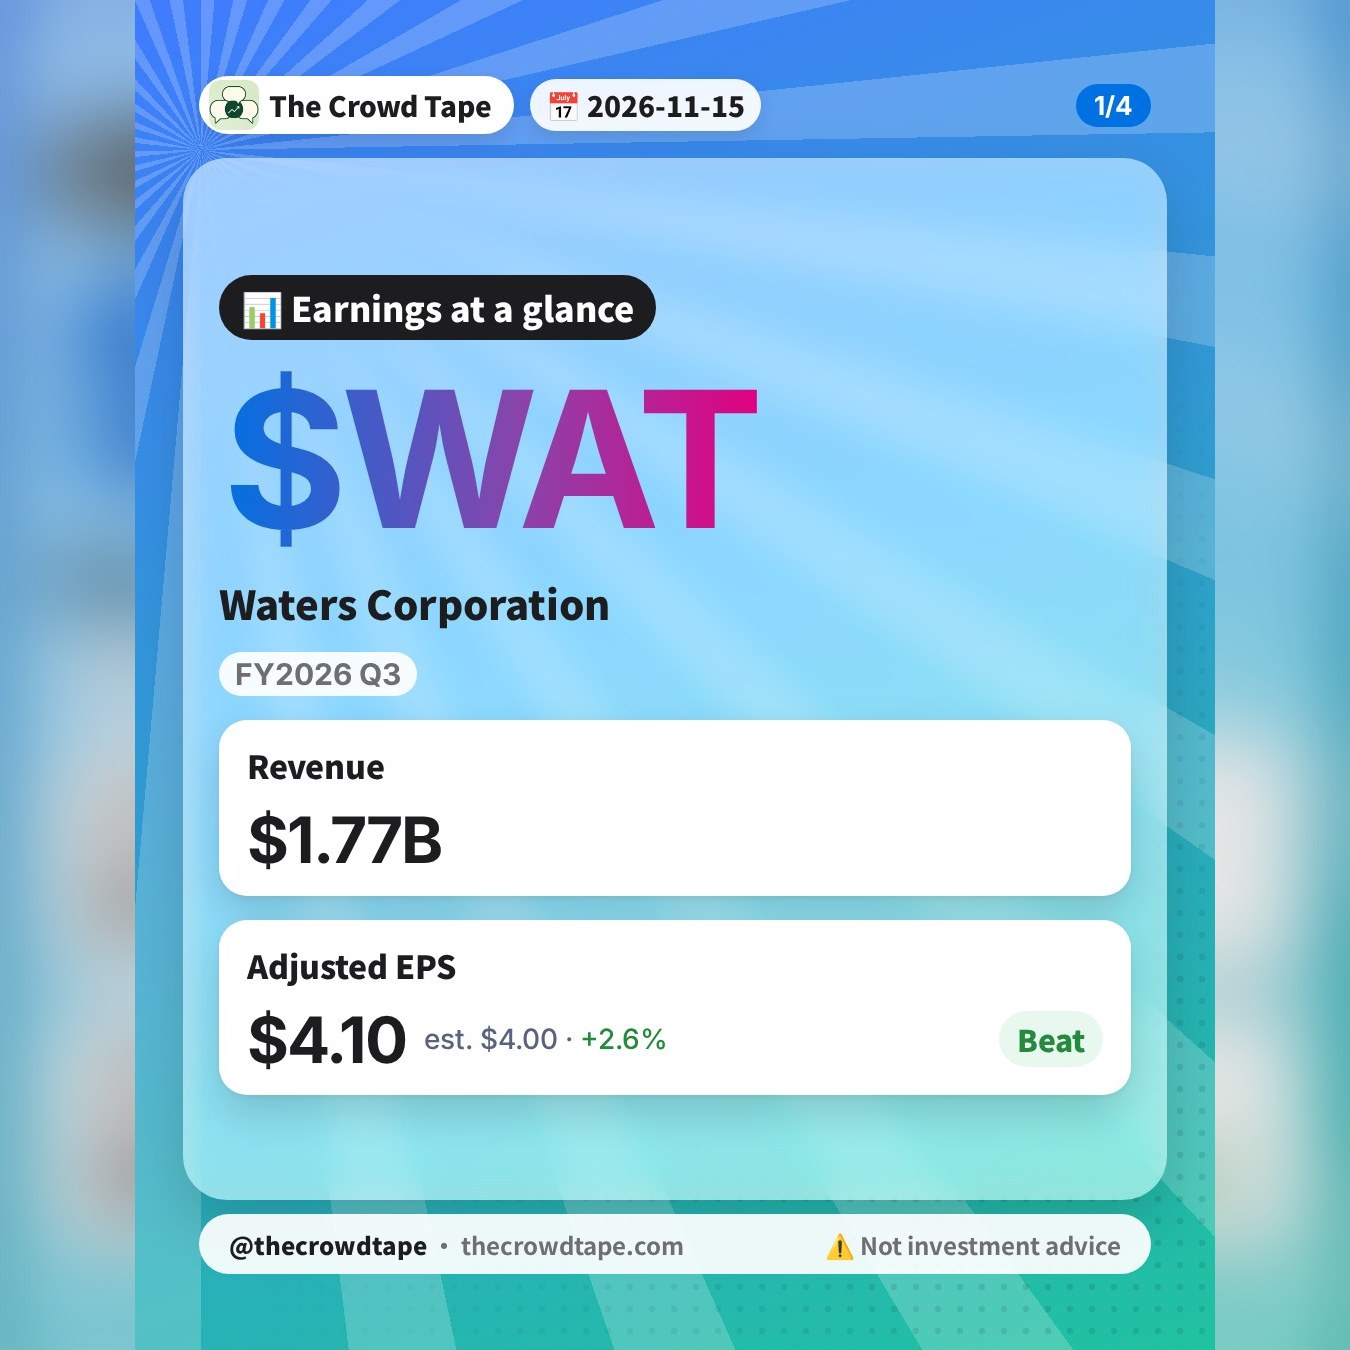 The Crowd Tape
📅 2026-11-15
1/4
📊 Earnings at a glance
$WAT
Waters Corporation
FY2026 Q3
Revenue
$1.77B
Adjusted EPS
$4.10 est. $4.00 · +2.6%
Beat
@thecrowdtape • thecrowdtape.com
⚠️ Not investment advice